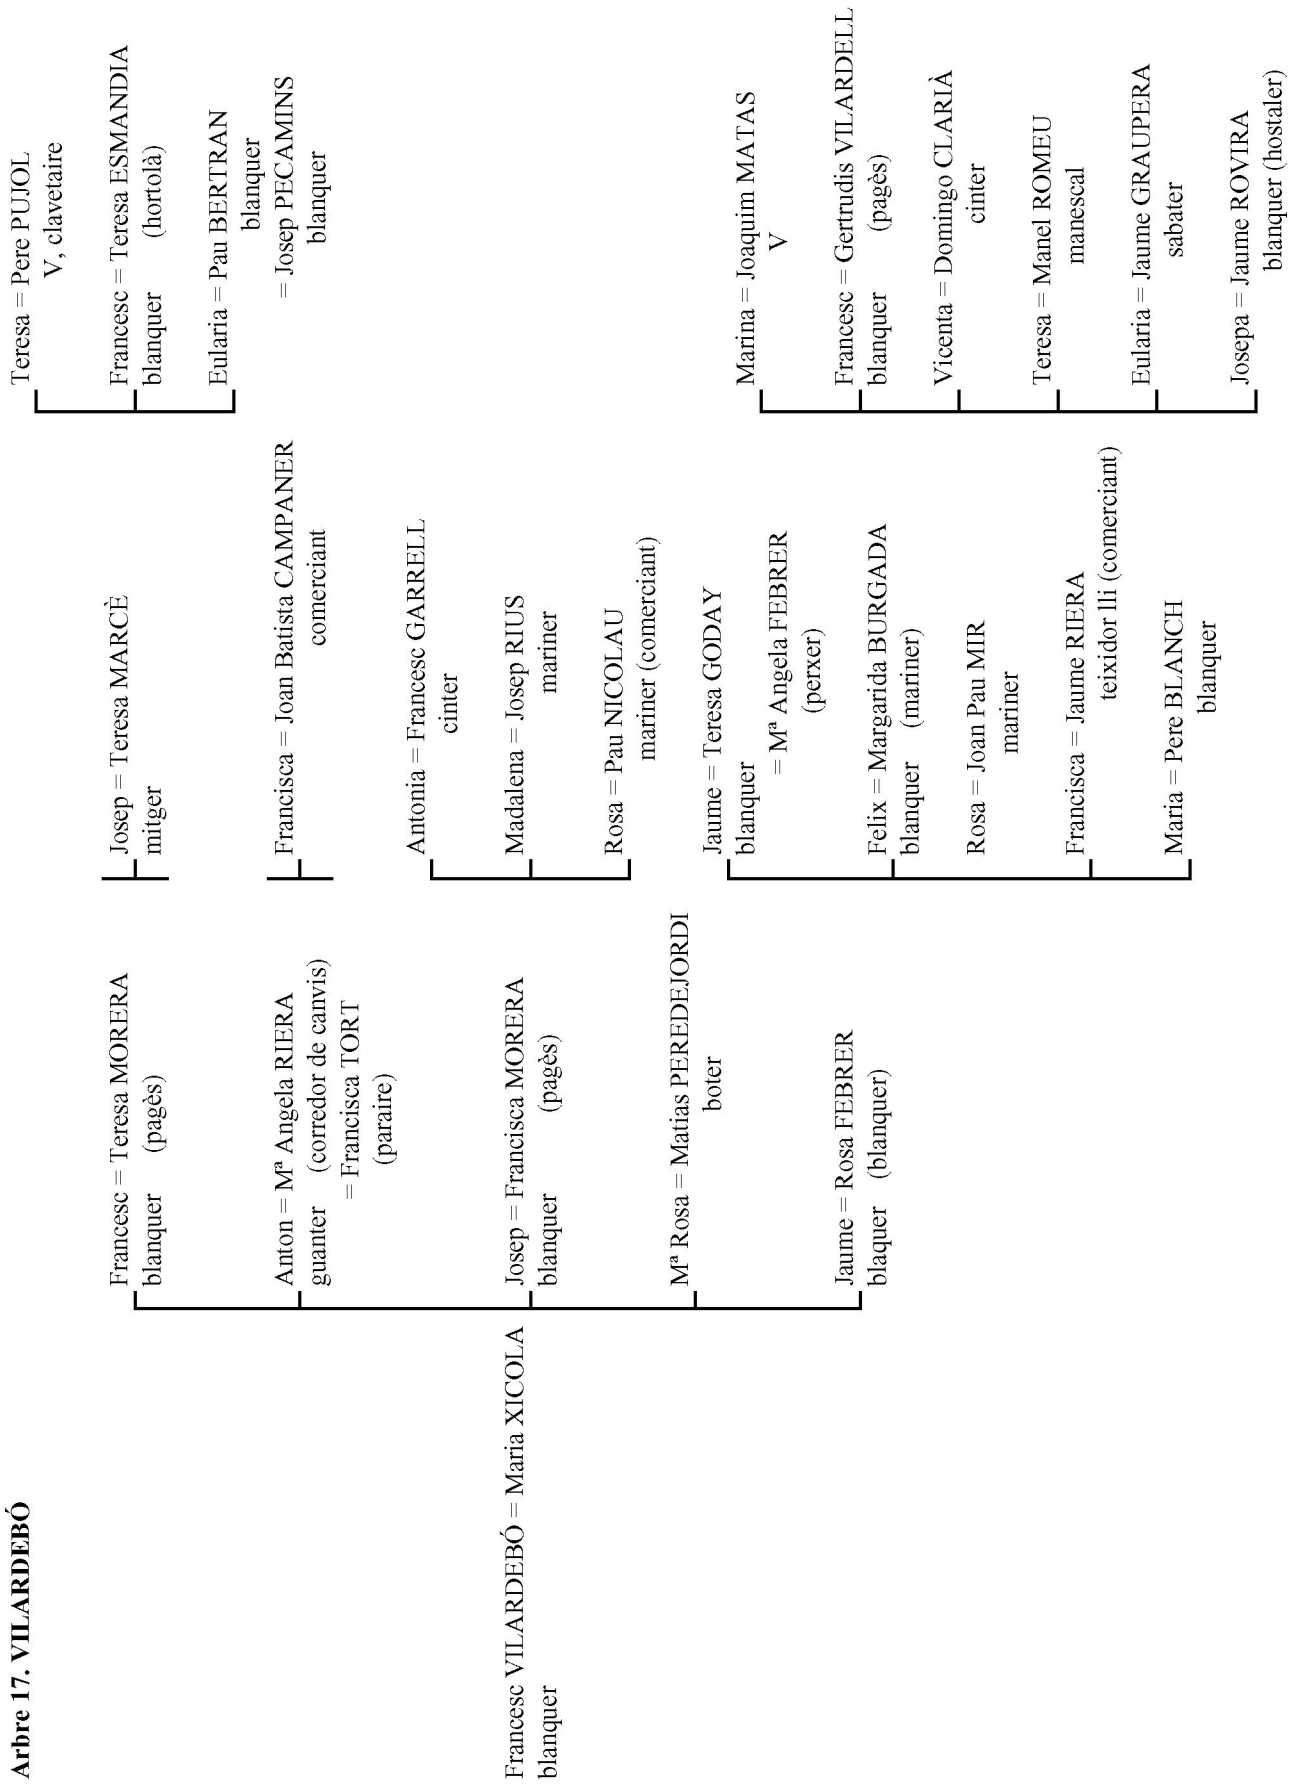 Arbre 17. VILARDEBÓ
Francesc VILARDEBÓ = Maria XICOLA
blanquer
Francesc = Teresa MORERA
blanquer (pagès)
Anton = Mª Angela RIERA
guanter (corredor de canvis)
= Francisca TORT
(paraire)
Josep = Francisca MORERA
blanquer (pagès)
Mª Rosa = Matias PEREDEJORDI
boter
Jaume = Rosa FEBRER
blaquer (blanquer)
Josep = Teresa MARCÈ
mitger
Francisca = Joan Batista CAMPANER
comerciant
Antonia = Francesc GARRELL
cinter
Madalena = Josep RIUS
mariner
Rosa = Pau NICOLAU
mariner (comerciant)
Jaume = Teresa GODAY
blanquer
= Mª Angela FEBRER
(perxer)
Felix = Margarida BURGADA
blanquer (mariner)
Rosa = Joan Pau MIR
mariner
Francisca = Jaume RIERA
teixidor lli (comerciant)
Maria = Pere BLANCH
blanquer
Teresa = Pere PUJOL
V, clavetaire
Francesc = Teresa ESMANDIA
blanquer (hortolà)
Eularia = Pau BERTRAN
blanquer
= Josep PECAMINS
blanquer
Marina = Joaquim MATAS
V
Francesc = Gertrudis VILARDELL
blanquer (pagès)
Vicenta = Domingo CLARIÀ
cinter
Teresa = Manel ROMEU
manescal
Eularia = Jaume GRAUPERA
sabater
Josepa = Jaume ROVIRA
blanquer (hostaler)